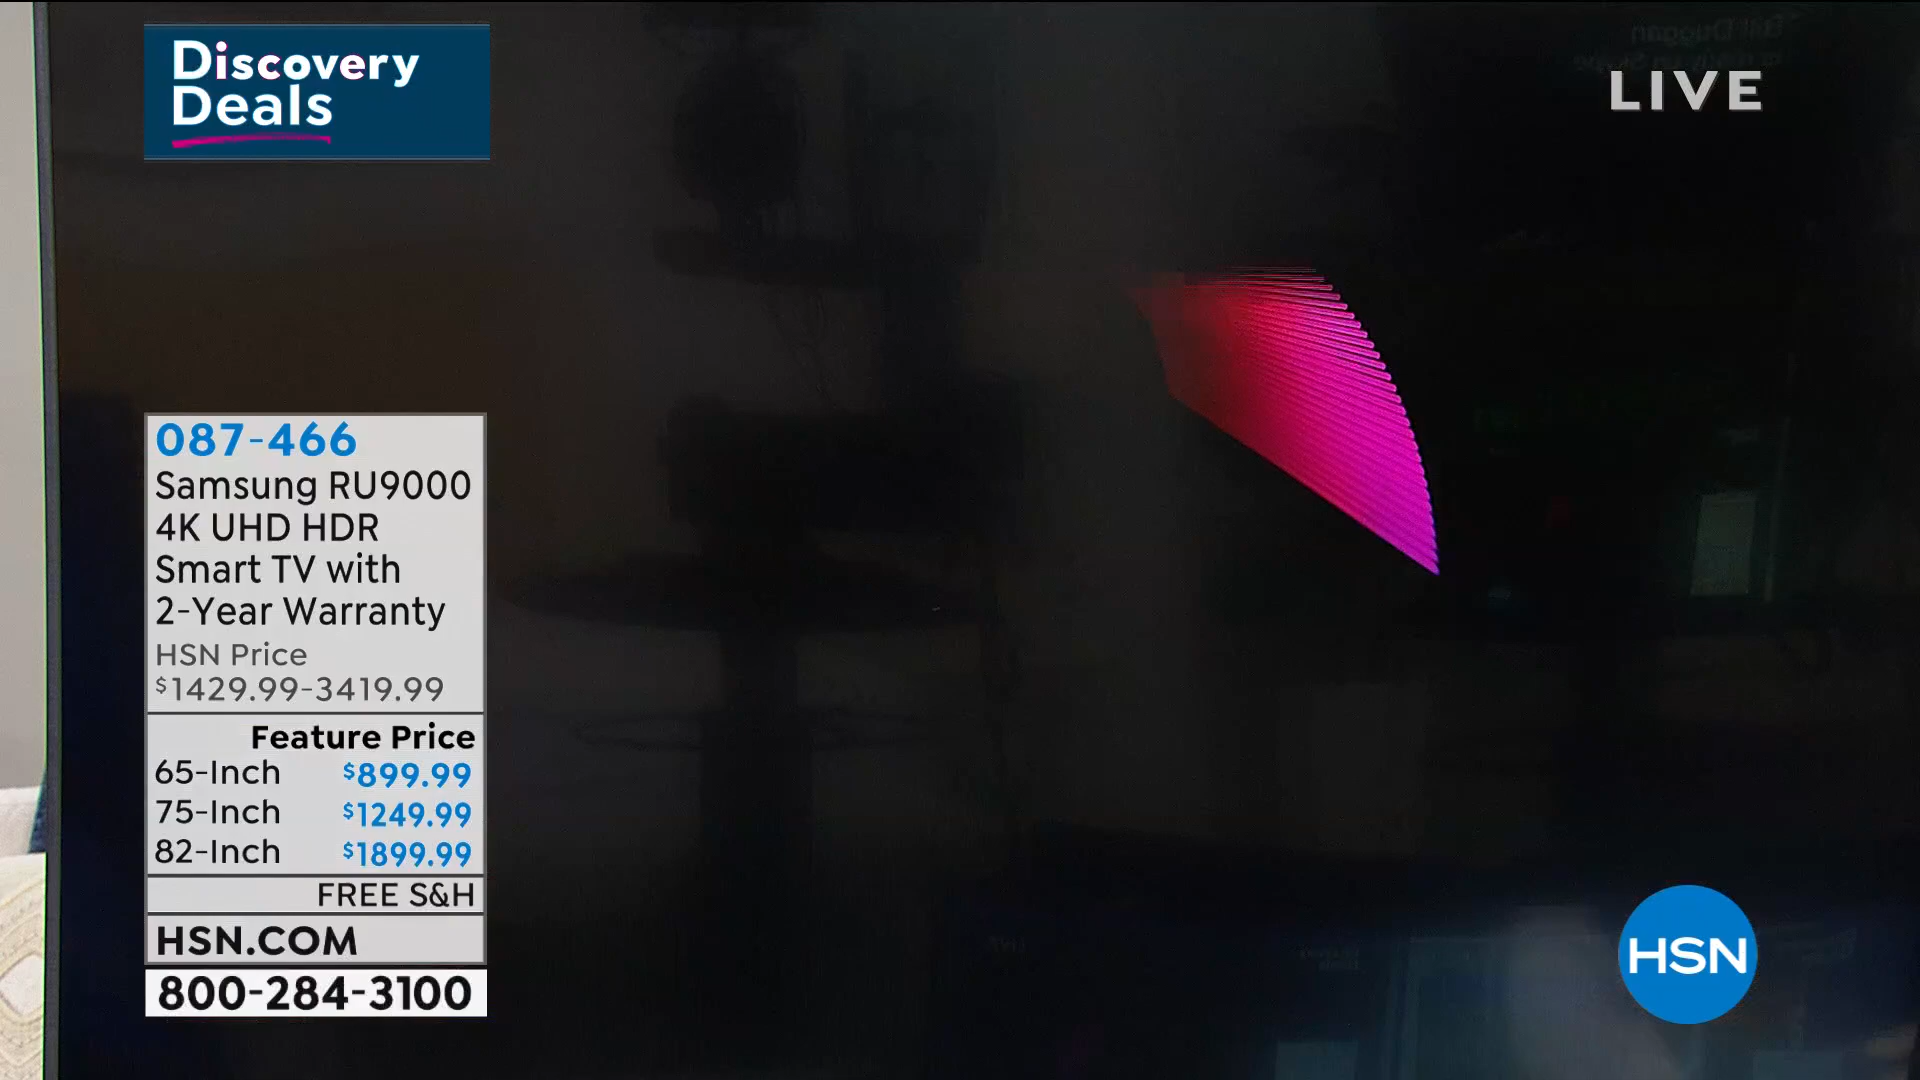 Discovery
Deals
LIVE
087-466
Samsung RU9000
4K UHD HDR
Smart TV with
2-Year Warranty
HSN Price
$1429.99-3419.99
Feature Price
65-Inch $899.99
75-Inch $1249.99
82-Inch $1899.99
FREE S&H
HSN.COM
800-284-3100
HSN